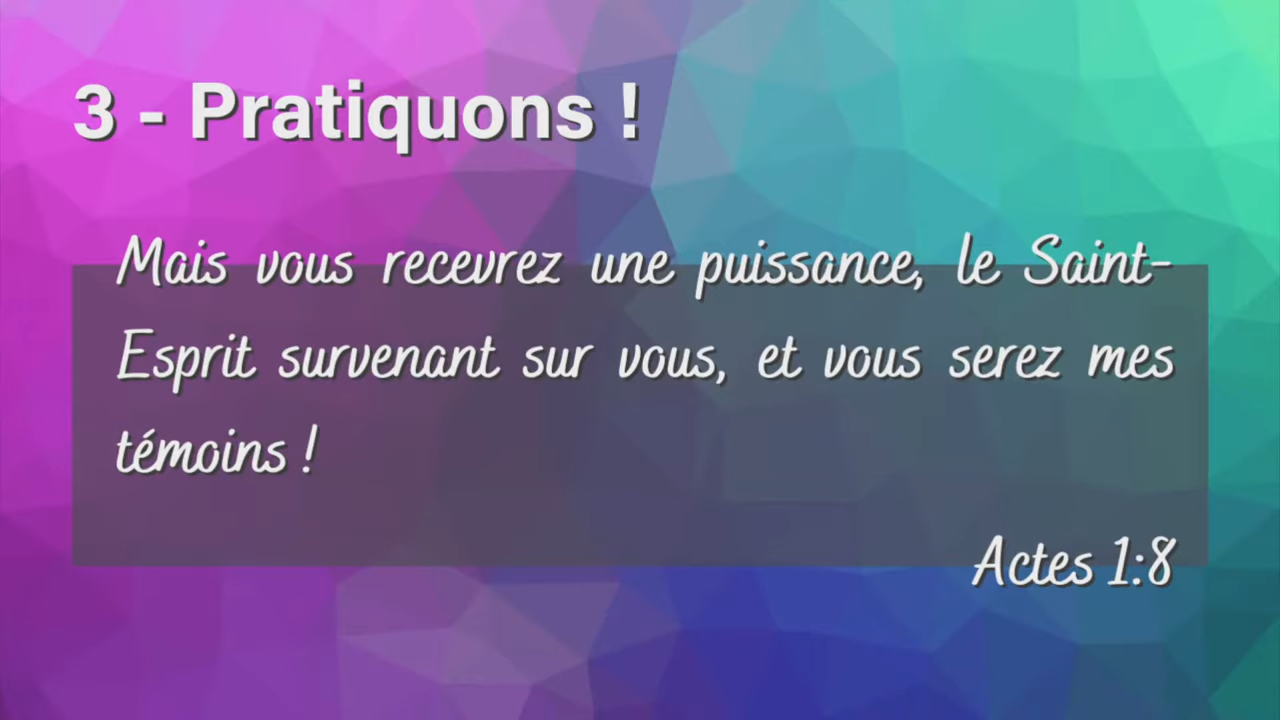 3 - Pratiquons !
Mais vous recevrez une puissance, le Saint-
Esprit survenant sur vous, et vous serez mes
témoins !
Actes 1:8